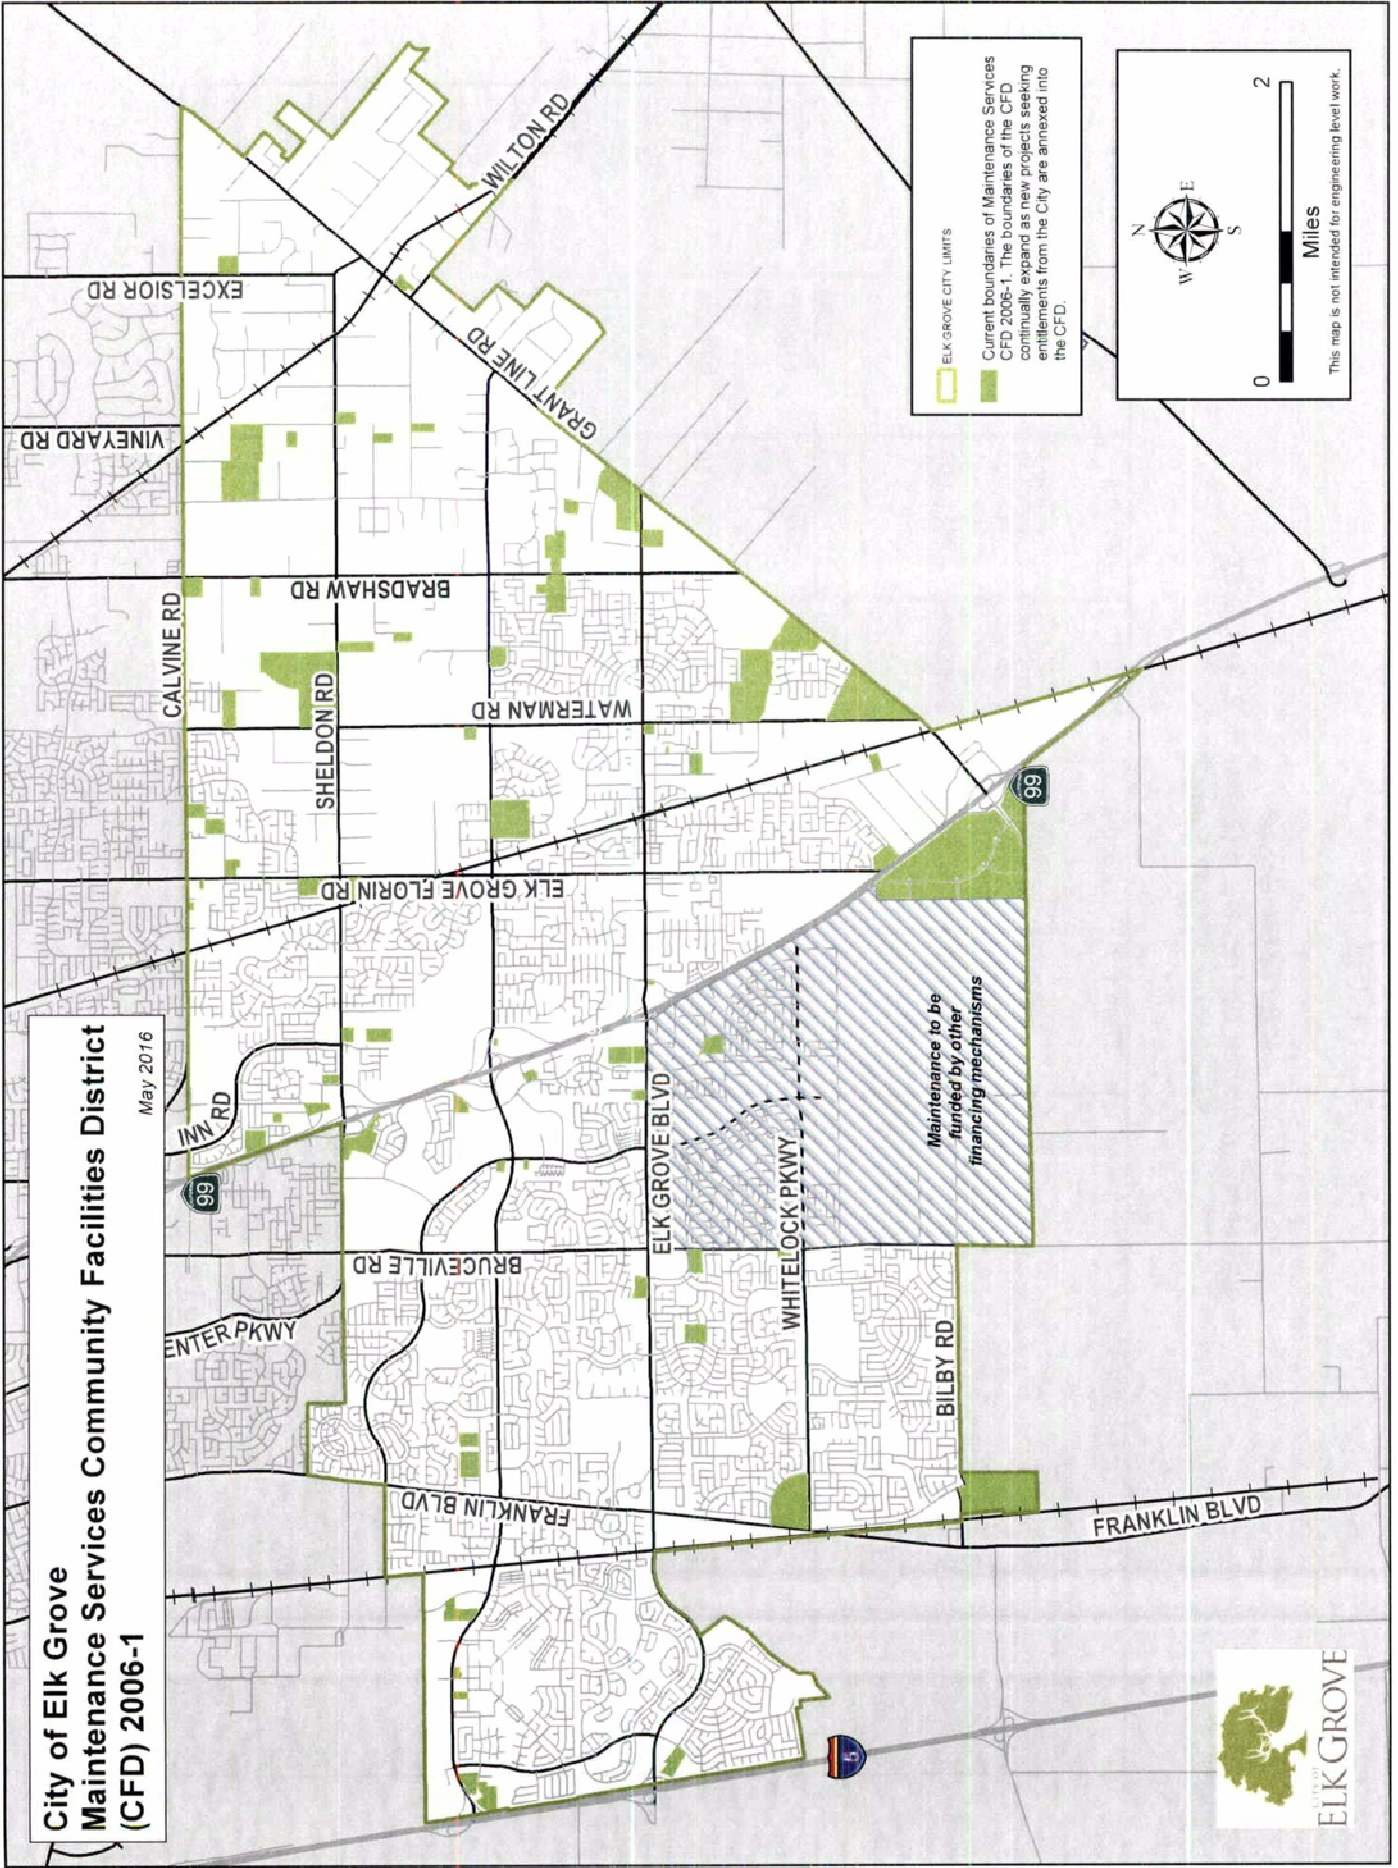 City of Elk Grove
Maintenance Services Community Facilities District
(CFD) 2006-1
May 2016
INN RD
ENTER PKWY
99
CALVINE RD
VINEYARD RD
EXCELSIOR RD
SHELDON RD
BRADSHAW RD
WATERMAN RD
ELK GROVE FLORIN RD
BRUCEVILLE RD
FRANKLIN BLVD
WILTON RD
GRANT LINE RD
ELK GROVE BLVD
WHITELOCK PKWY
BILBY RD
FRANKLIN BLVD
99
5
Maintenance to be
funded by other
financing mechanisms
ELK GROVE CITY LIMITS
Current boundaries of Maintenance Services
CFD 2006-1. The boundaries of the CFD
continually expand as new projects seeking
entitlements from the City are annexed into
the CFD.
N
W
E
S
0
2
Miles
This map is not intended for engineering level work.
CITY OF
ELK GROVE